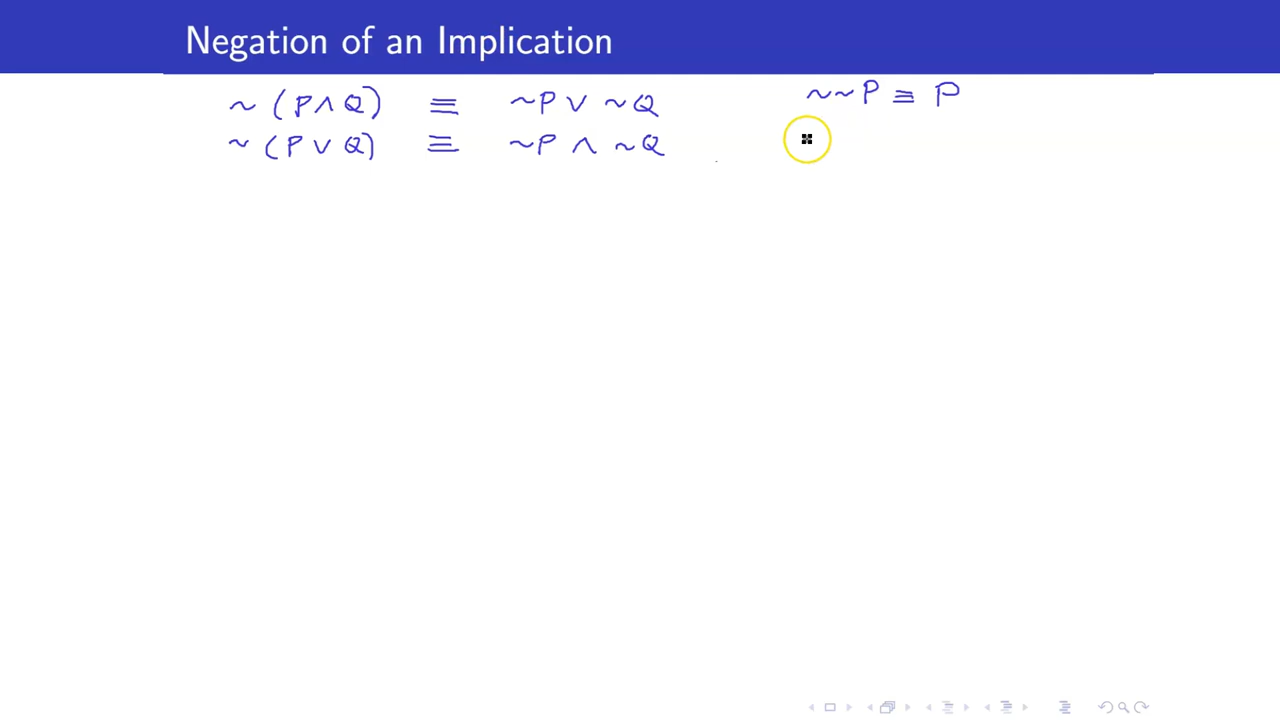 Negation of an Implication
~ (P ∧ Q) ≡ ~P ∨ ~Q
~ (P ∨ Q) ≡ ~P ∧ ~Q
~~P ≡ P